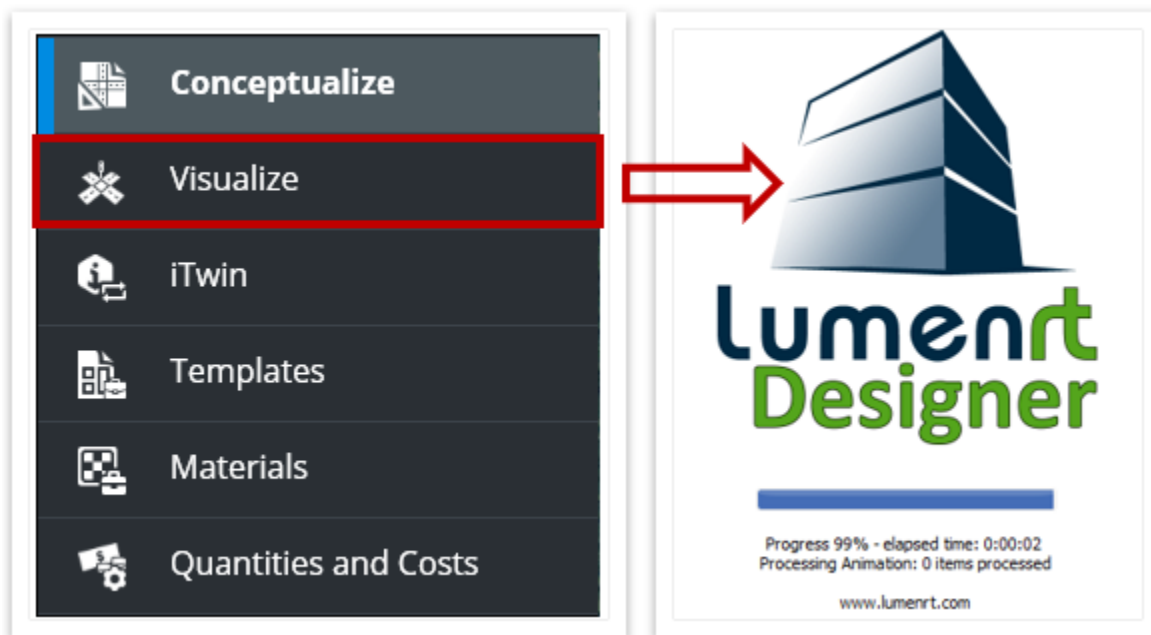 Conceptualize
Visualize
iTwin
Templates
Materials
Quantities and Costs
Lumenrt
Designer
Progress 99% - elapsed time: 0:00:02
Processing Animation: 0 items processed
www.lumenrt.com